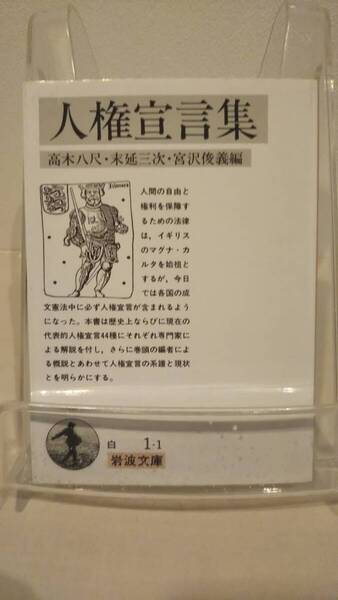 人権宣言集
高木八尺・末延三次・宮沢俊義編
人間の自由と
権利を保障す
るための法律
は，イギリス
のマグナ・カ
ルタを始祖と
するが，今日
では各国の成
文憲法中に必ず人権宣言が含まれるよう
になった．本書は歴史上ならびに現在の
代表的人権宣言44種にそれぞれ専門家に
よる解説を付し，さらに巻頭の編者によ
る概説とあわせて人権宣言の系譜と現状
とを明らかにする．
白 1-1
岩波文庫